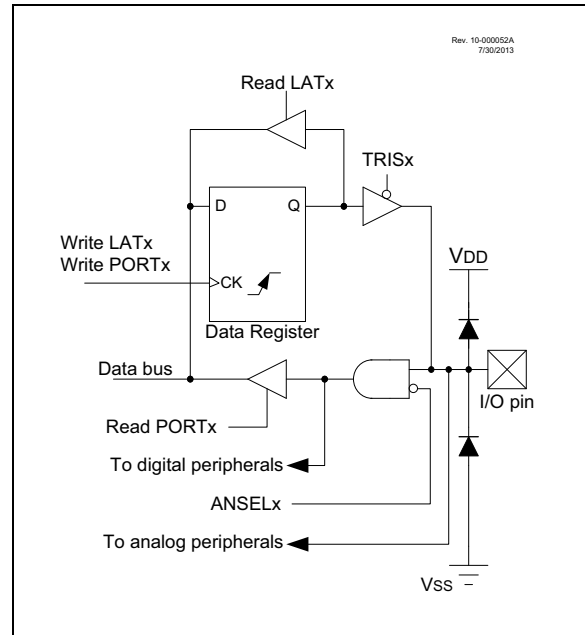 Rev. 10-000052A
7/30/2013
Read LATx
TRISx
D
Q
Write LATx
Write PORTx
CK
VDD
Data Register
Data bus
I/O pin
Read PORTx
To digital peripherals
ANSELx
To analog peripherals
Vss